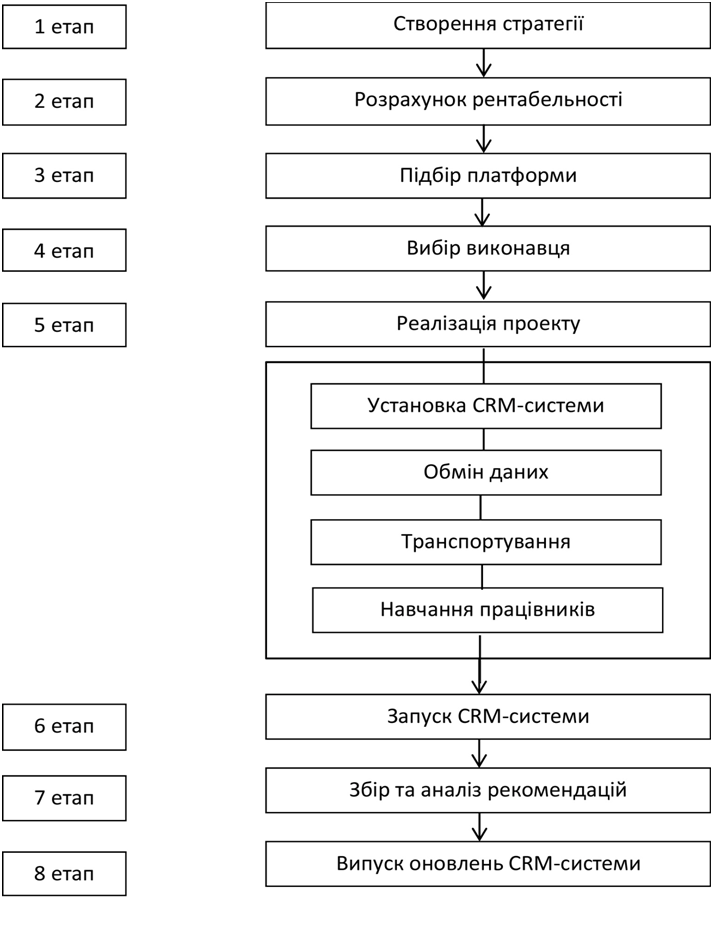 1 етап
Створення стратегії
2 етап
Розрахунок рентабельності
3 етап
Підбір платформи
4 етап
Вибір виконавця
5 етап
Реалізація проекту
Установка CRM-системи
Обмін даних
Транспортування
Навчання працівників
6 етап
Запуск CRM-системи
7 етап
Збір та аналіз рекомендацій
8 етап
Випуск оновлень CRM-системи